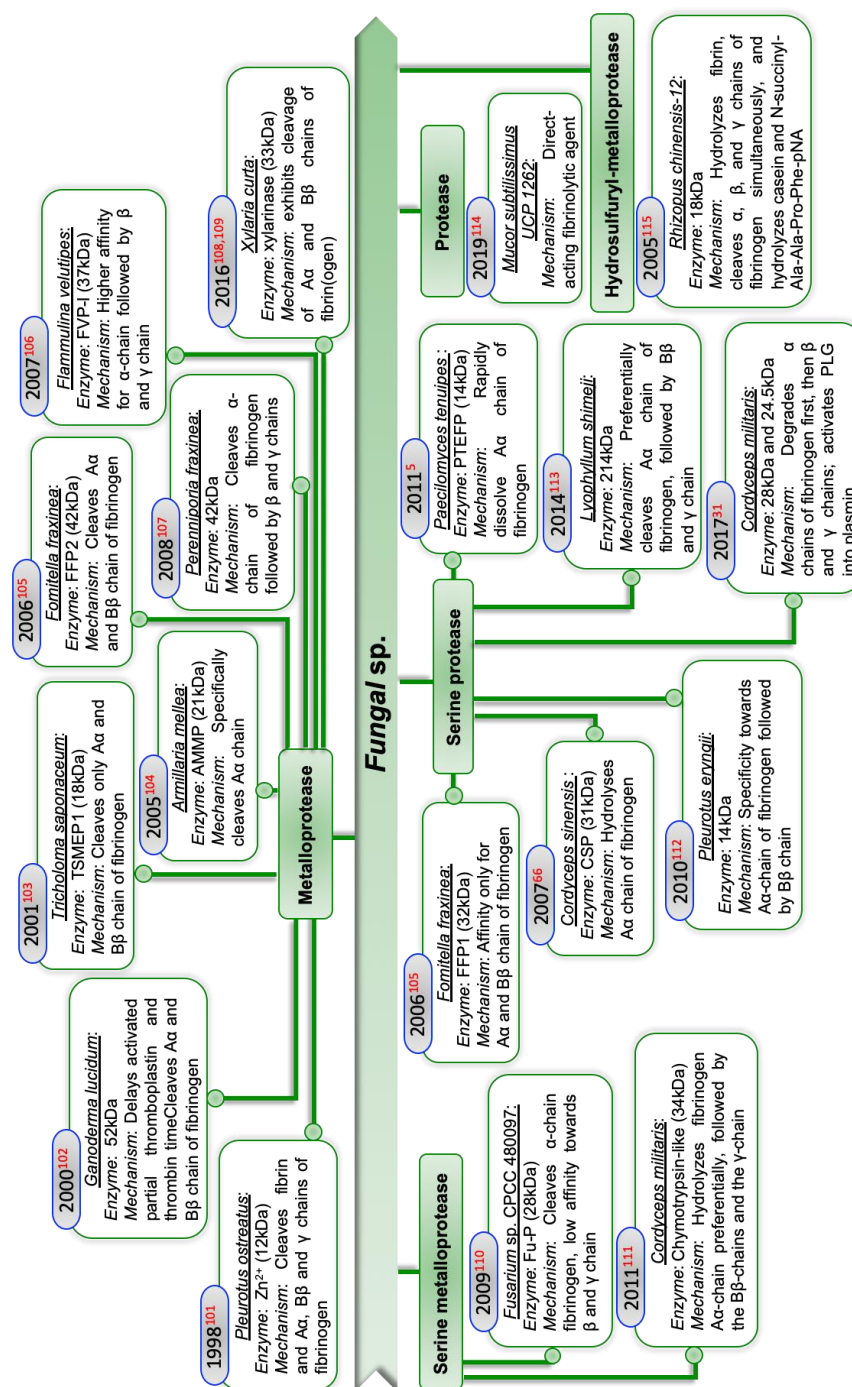 1998101
Pleurotus ostreatus:
Enzyme: Zn2+ (12kDa)
Mechanism: Cleaves fibrin
and Aα, Bβ and γ chains of
fibrinogen
2000102
Ganoderma lucidum:
Enzyme: 52kDa
Mechanism: Delays activated
partial thromboplastin and
thrombin timeCleaves Aα and
Bβ chain of fibrinogen
2001103
Tricholoma saponaceum:
Enzyme: TSMEP1 (18kDa)
Mechanism: Cleaves only Aα and
Bβ chain of fibrinogen
2005104
Armillaria mellea:
Enzyme: AMMP (21kDa)
Mechanism: Specifically
cleaves Aα chain
2006105
Fomitella fraxinea:
Enzyme: FFP2 (42kDa)
Mechanism: Cleaves Aα
and Bβ chain of fibrinogen
2008107
Perenniporia fraxinea:
Enzyme: 42kDa
Mechanism: Cleaves α-
chain of fibrinogen
followed by β and γ chains
2007106
Flammulina velutipes:
Enzyme: FVP-I (37kDa)
Mechanism: Higher affinity
for α-chain followed by β
and γ chain
2016108,109
Xylaria curta:
Enzyme: xylarinase (33kDa)
Mechanism: exhibits cleavage
of Aα and Bβ chains of
fibrin(ogen)
Metalloprotease
Fungal sp.
Serine metalloprotease
2009110
Fusarium sp. CPCC 480097:
Enzyme: Fu-P (28kDa)
Mechanism: Cleaves α-chain
fibrinogen, low affinity towards
β and γ chain
2011111
Cordyceps militaris:
Enzyme: Chymotrypsin-like (34kDa)
Mechanism: Hydrolyzes fibrinogen
Aα-chain preferentially, followed by
the Bβ-chains and the γ-chain
Serine protease
2006105
Fomitella fraxinea:
Enzyme: FFP1 (32kDa)
Mechanism: Affinity only for
Aα and Bβ chain of fibrinogen
200766
Cordyceps sinensis :
Enzyme: CSP (31kDa)
Mechanism: Hydrolyses
Aα chain of fibrinogen
2010112
Pleurotus eryngii:
Enzyme: 14kDa
Mechanism: Specificity towards
Aα-chain of fibrinogen followed
by Bβ chain
20115
Paecilomyces tenuipes :
Enzyme: PTEFP (14kDa)
Mechanism: Rapidly
dissolve Aα chain of
fibrinogen
2014113
Lyophyllum shimeji:
Enzyme: 214kDa
Mechanism: Preferentially
cleaves Aα chain of
fibrinogen, followed by Bβ
and γ chain
201731
Cordyceps militaris:
Enzyme: 28kDa and 24.5kDa
Mechanism: Degrades α
chains of fibrinogen first, then β
and γ chains; activates PLG
into plasmin
Protease
2019114
Mucor subtilissimus
UCP 1262:
Mechanism: Direct-
acting fibrinolytic agent
Hydrosulfuryl-metalloprotease
2005115
Rhizopus chinensis-12:
Enzyme: 18kDa
Mechanism: Hydrolyzes fibrin,
cleaves α, β, and γ chains of
fibrinogen simultaneously, and
hydrolyzes casein and N-succinyl-
Ala-Ala-Pro-Phe-pNA